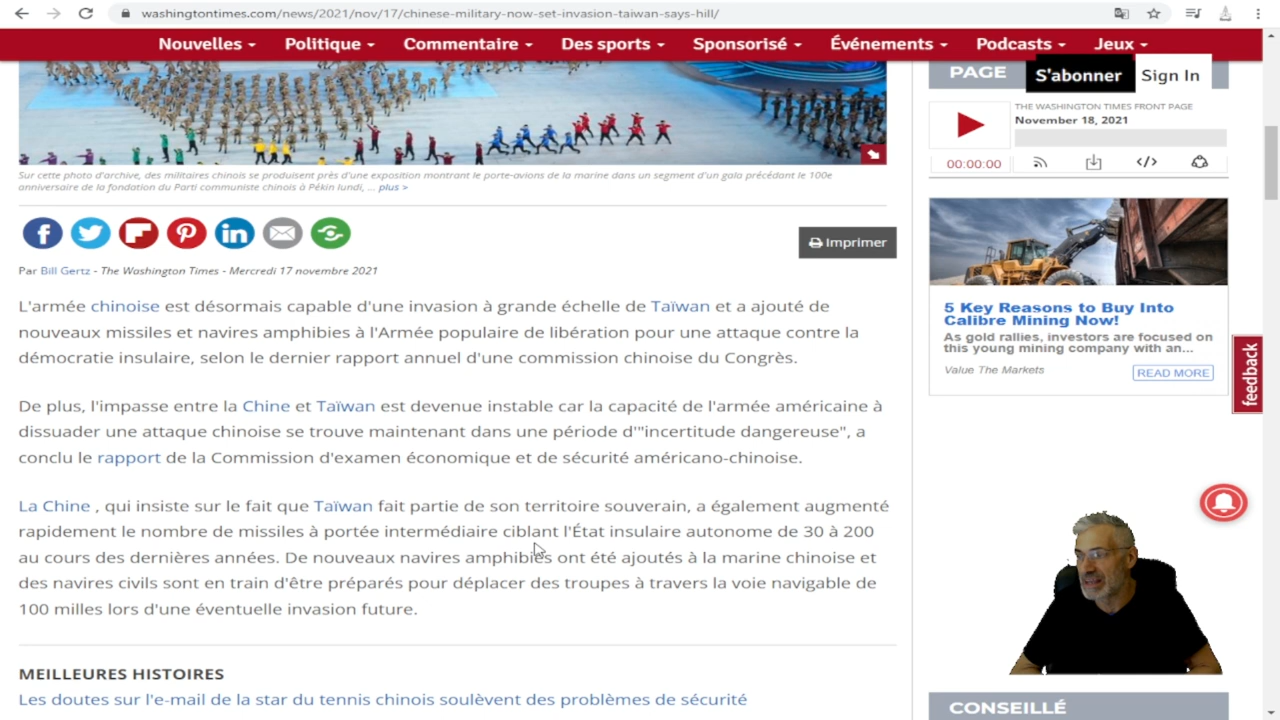 washingtontimes.com/news/2021/nov/17/chinese-military-now-set-invasion-taiwan-says-hill/
Nouvelles Politique Commentaire Des sports Sponsorisé Événements Podcasts Jeux
PAGE S'abonner Sign In
THE WASHINGTON TIMES FRONT PAGE
November 18, 2021
00:00:00
Sur cette photo d'archive, des militaires chinois se produisent près d'une exposition montrant le porte-avions de la marine dans un segment d'un gala précédant le 100e
anniversaire de la fondation du Parti communiste chinois à Pékin lundi, ... plus >
Imprimer
Par Bill Gertz - The Washington Times - Mercredi 17 novembre 2021
L'armée chinoise est désormais capable d'une invasion à grande échelle de Taïwan et a ajouté de
nouveaux missiles et navires amphibies à l'Armée populaire de libération pour une attaque contre la
démocratie insulaire, selon le dernier rapport annuel d'une commission chinoise du Congrès.
De plus, l'impasse entre la Chine et Taïwan est devenue instable car la capacité de l'armée américaine à
dissuader une attaque chinoise se trouve maintenant dans une période d'"incertitude dangereuse", a
conclu le rapport de la Commission d'examen économique et de sécurité américano-chinoise.
La Chine , qui insiste sur le fait que Taïwan fait partie de son territoire souverain, a également augmenté
rapidement le nombre de missiles à portée intermédiaire ciblant l'État insulaire autonome de 30 à 200
au cours des dernières années. De nouveaux navires amphibies ont été ajoutés à la marine chinoise et
des navires civils sont en train d'être préparés pour déplacer des troupes à travers la voie navigable de
100 milles lors d'une éventuelle invasion future.
MEILLEURES HISTOIRES
Les doutes sur l'e-mail de la star du tennis chinois soulèvent des problèmes de sécurité
5 Key Reasons to Buy Into
Calibre Mining Now!
As gold rallies, investors are focused on
this young mining company with an...
Value The Markets
READ MORE
feedback
CONSEILLÉ